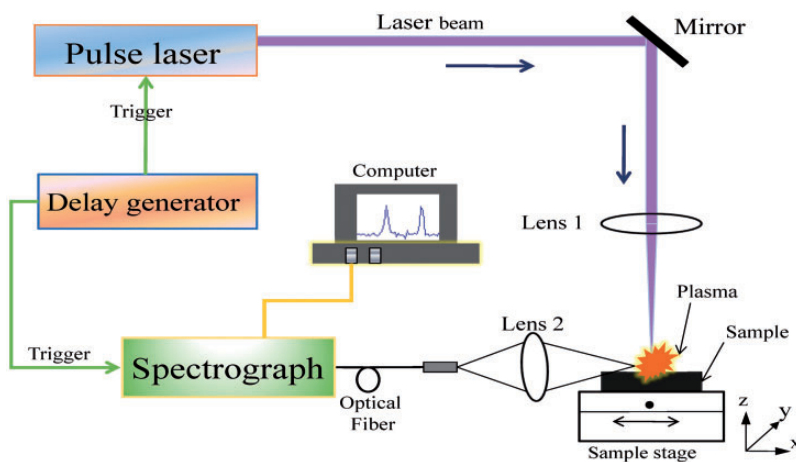 Laser beam
Mirror
Pulse laser
Trigger
Computer
Delay generator
Lens 1
Plasma
Lens 2
Sample
Trigger
Spectrograph
Optical
Fiber
z
y
x
Sample stage